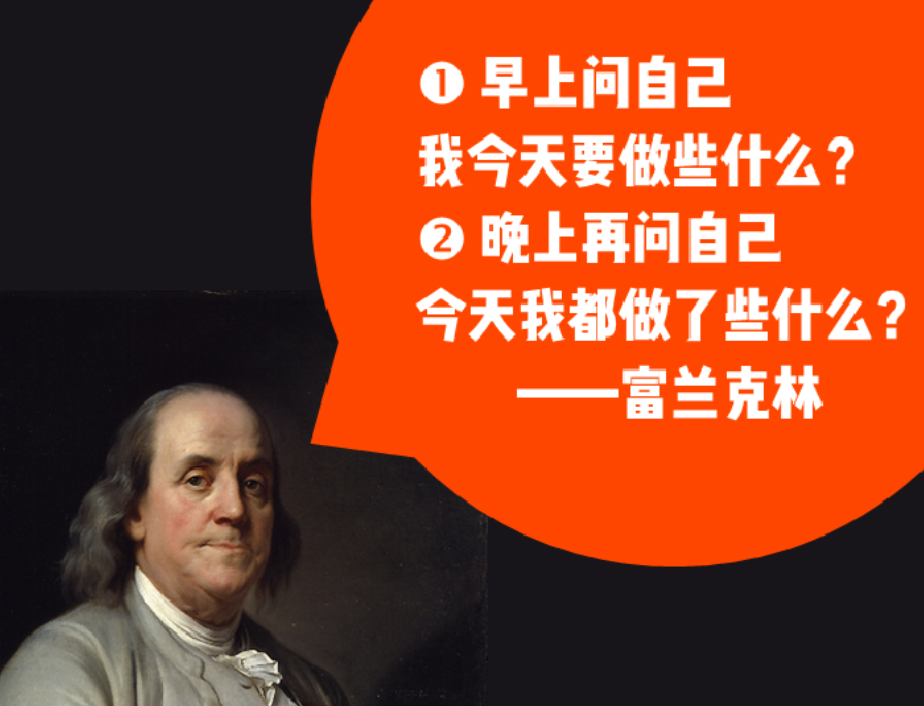 ❶ 早上问自己
我今天要做些什么？
❷ 晚上再问自己
今天我都做了些什么？
——富兰克林